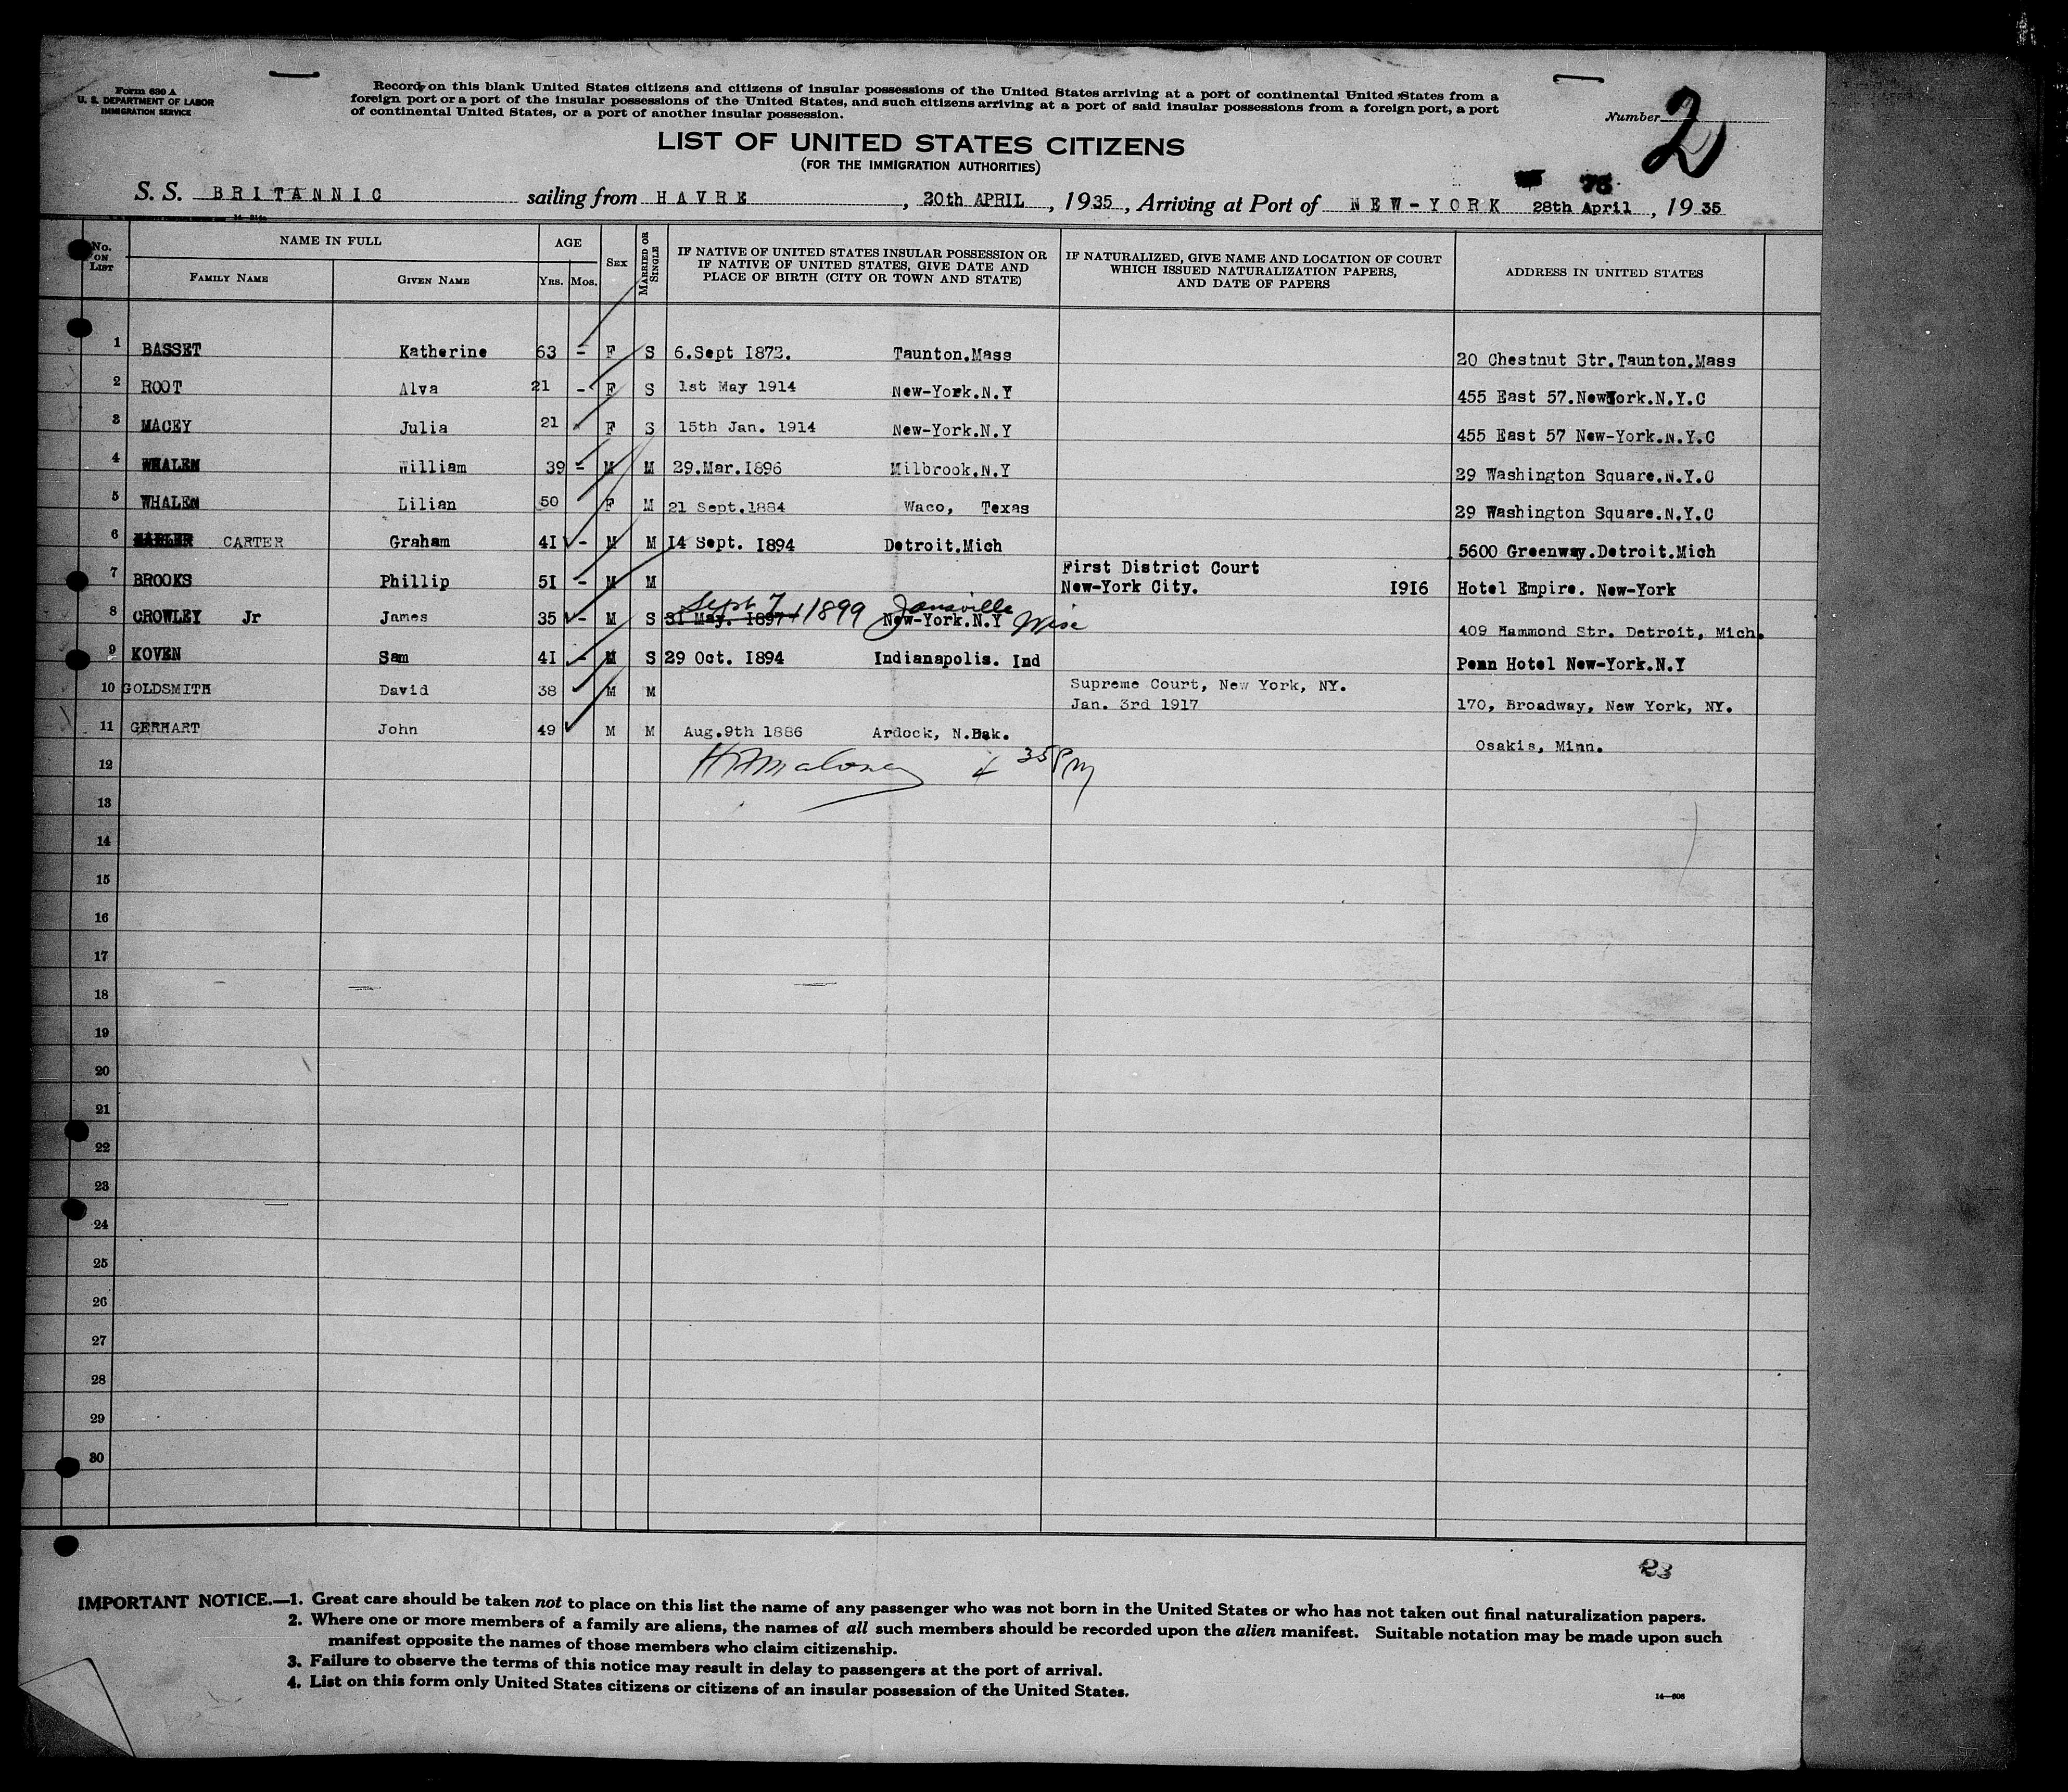 Form 630 A
U. S. DEPARTMENT OF LABOR
IMMIGRATION SERVICE
Record on this blank United States citizens and citizens of insular possessions of the United States arriving at a port of continental United States from a
foreign port or a port of the insular possessions of the United States, and such citizens arriving at a port of said insular possessions from a foreign port, a port
of continental United States, or a port of another insular possession.
Number 2
LIST OF UNITED STATES CITIZENS
(FOR THE IMMIGRATION AUTHORITIES)
75
S. S. BRITANNIC sailing from HAVRE, 20th APRIL, 1935, Arriving at Port of NEW-YORK 28th April, 1935
No. ON LIST
NAME IN FULL
FAMILY NAME
GIVEN NAME
AGE
Yrs. Mos.
SEX
MARRIED OR SINGLE
IF NATIVE OF UNITED STATES INSULAR POSSESSION OR
IF NATIVE OF UNITED STATES, GIVE DATE AND
PLACE OF BIRTH (CITY OR TOWN AND STATE)
IF NATURALIZED, GIVE NAME AND LOCATION OF COURT
WHICH ISSUED NATURALIZATION PAPERS,
AND DATE OF PAPERS
ADDRESS IN UNITED STATES
1 BASSET Katherine 63 - F S 6.Sept 1872. Taunton.Mass 20 Chestnut Str.Taunton.Mass
2 ROOT Alva 21 - F S 1st May 1914 New-York.N.Y 455 East 57.NewYork.N.Y.C
3 MACEY Julia 21 F S 15th Jan. 1914 New-York.N.Y 455 East 57 New-York.N.Y.C
4 WHALEN William 39 - M M 29.Mar.1896 Milbrook.N.Y 29 Washington Square.N.Y.C
5 WHALEN Lilian 50 F M 21 Sept.1884 Waco, Texas 29 Washington Square.N.Y.C
6 CARTER Graham 41 - M M 14 Sept. 1894 Detroit.Mich 5600 Greenway.Detroit.Mich
7 BROOKS Phillip 51 - M M First District Court
New-York City. 1916 Hotel Empire. New-York
8 CROWLEY Jr James 35 - M S 31 May. 1897 Sept 7 1899 New-York.N.Y Jansville Wisc 409 Hammond Str. Detroit, Mich.
9 KOVEN Sam 41 - M S 29 Oct. 1894 Indianapolis. Ind Penn Hotel New-York.N.Y
10 GOLDSMITH David 38 M M Supreme Court, New York, NY.
Jan. 3rd 1917 170, Broadway, New York, NY.
11 GERHART John 49 M M Aug.9th 1886 Ardock, N.Dak. Osakis, Minn.
12 Maloney 4 35 PM
13
14
15
16
17
18
19
20
21
22
23
24
25
26
27
28
29
30
23
IMPORTANT NOTICE.—1. Great care should be taken not to place on this list the name of any passenger who was not born in the United States or who has not taken out final naturalization papers.
2. Where one or more members of a family are aliens, the names of all such members should be recorded upon the alien manifest. Suitable notation may be made upon such
manifest opposite the names of those members who claim citizenship.
3. Failure to observe the terms of this notice may result in delay to passengers at the port of arrival.
4. List on this form only United States citizens or citizens of an insular possession of the United States.